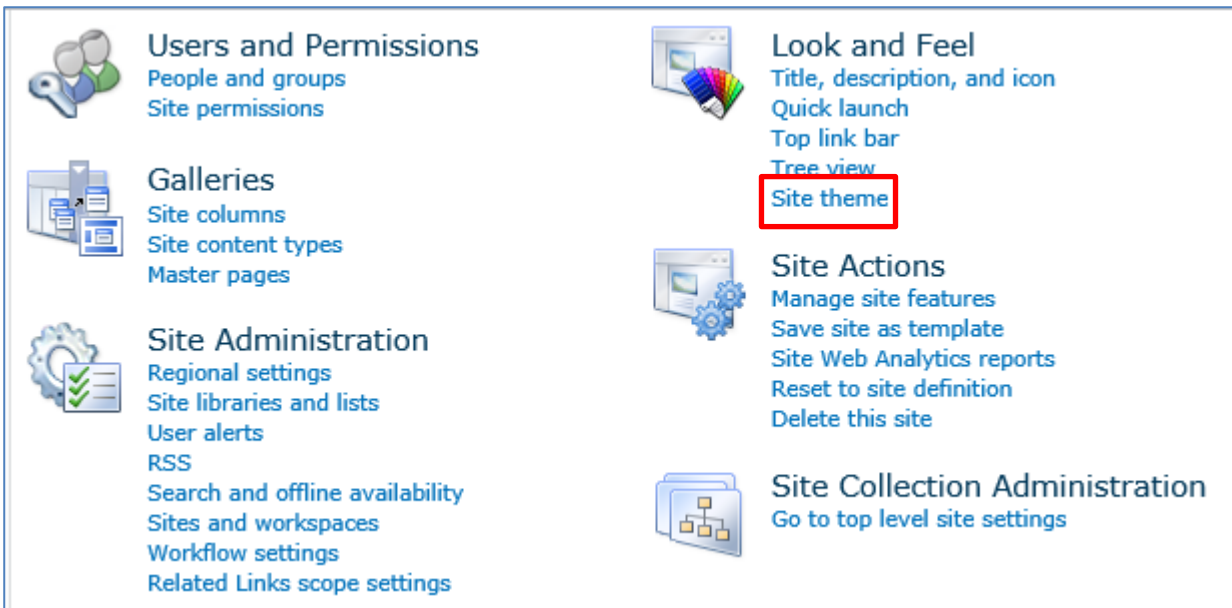 Users and Permissions
People and groups
Site permissions
Galleries
Site columns
Site content types
Master pages
Site Administration
Regional settings
Site libraries and lists
User alerts
RSS
Search and offline availability
Sites and workspaces
Workflow settings
Related Links scope settings
Look and Feel
Title, description, and icon
Quick launch
Top link bar
Tree view
Site theme
Site Actions
Manage site features
Save site as template
Site Web Analytics reports
Reset to site definition
Delete this site
Site Collection Administration
Go to top level site settings